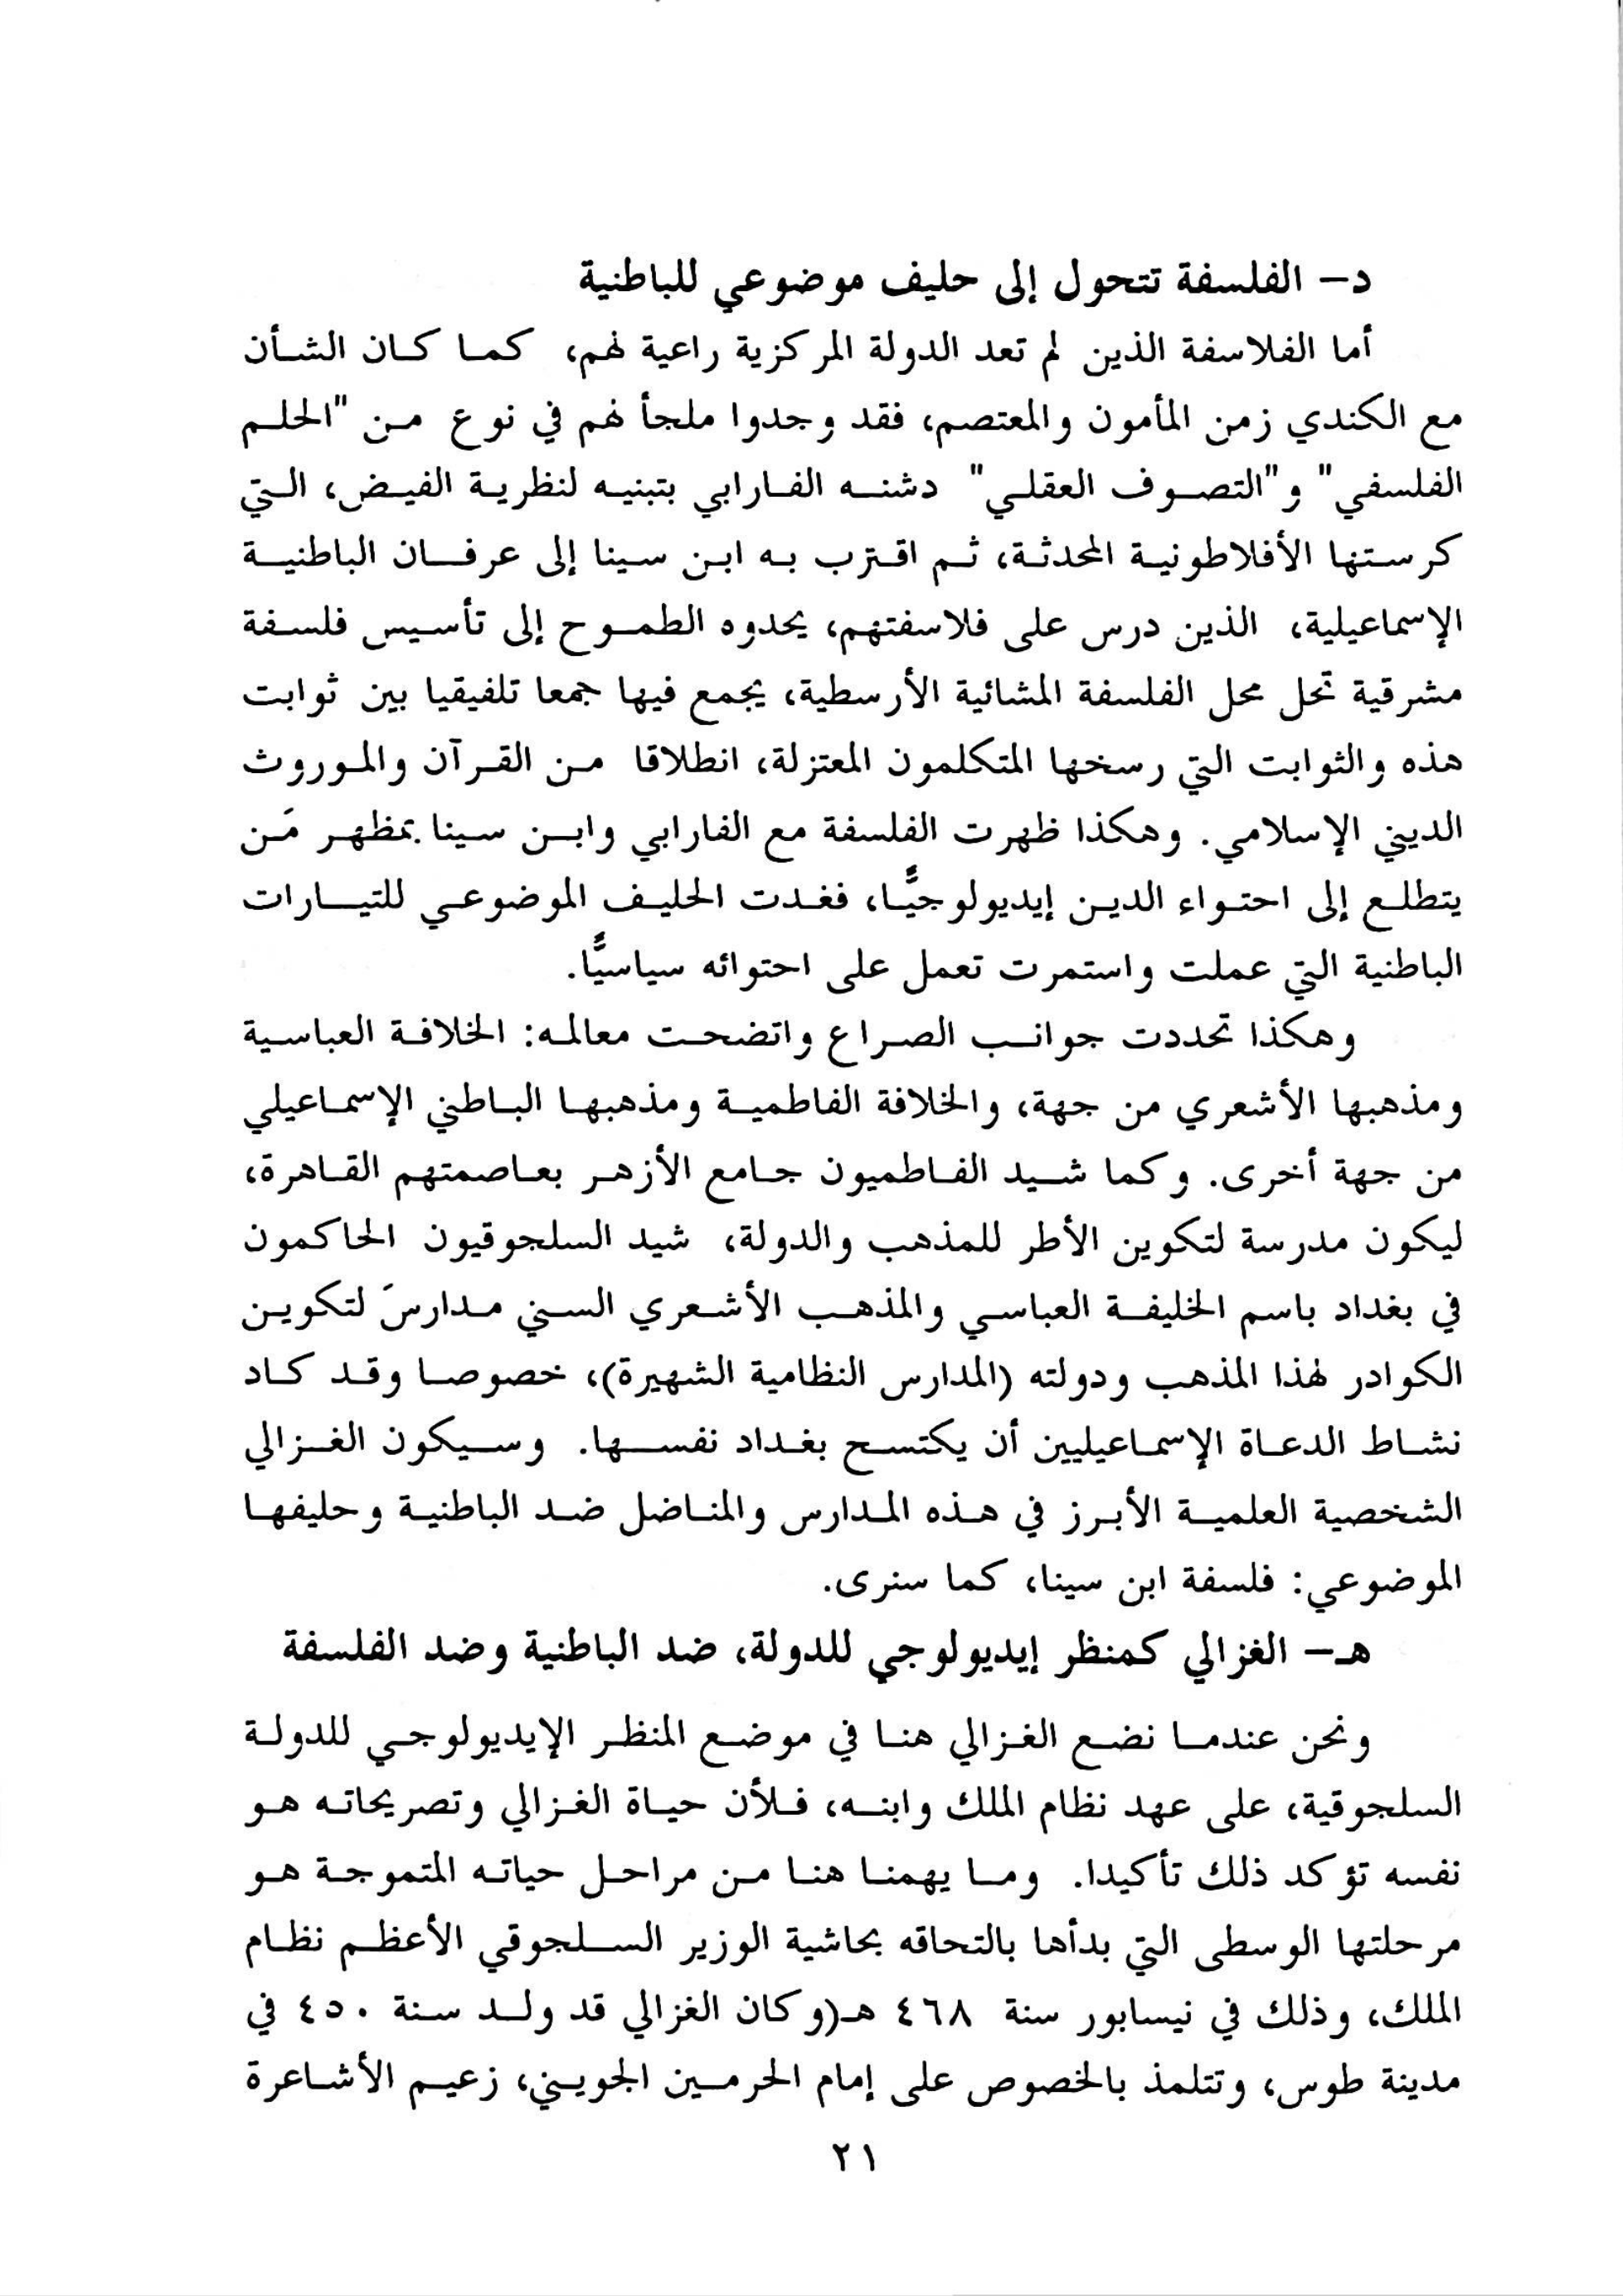 د– الفلسفة تتحول إلى حليف موضوعي للباطنية
أما الفلاسفة الذين لم تعد الدولة المركزية راعية لهم، كما كان الشأن
مع الكندي زمن المأمون والمعتصم، فقد وجدوا ملجأ لهم في نوع من "الحلم
الفلسفي" و"التصوف العقلي" دشنه الفارابي بتبنيه لنظرية الفيض، التي
كرستها الأفلاطونية المحدثة، ثم اقترب به ابن سينا إلى عرفان الباطنية
الإسماعيلية، الذين درس على فلاسفتهم، يحدوه الطموح إلى تأسيس فلسفة
مشرقية تحل محل الفلسفة المشائية الأرسطية، يجمع فيها جمعا تلفيقيا بين ثوابت
هذه والثوابت التي رسخها المتكلمون المعتزلة، انطلاقا من القرآن والموروث
الديني الإسلامي. وهكذا ظهرت الفلسفة مع الفارابي وابن سينا بمظهر مَن
يتطلع إلى احتواء الدين إيديولوجيًّا، فغدت الحليف الموضوعي للتيارات
الباطنية التي عملت واستمرت تعمل على احتوائه سياسيًّا.
وهكذا تحددت جوانب الصراع واتضحت معالمه: الخلافة العباسية
ومذهبها الأشعري من جهة، والخلافة الفاطمية ومذهبها الباطني الإسماعيلي
من جهة أخرى. وكما شيد الفاطميون جامع الأزهر بعاصمتهم القاهرة،
ليكون مدرسة لتكوين الأطر للمذهب والدولة، شيد السلجوقيون الحاكمون
في بغداد باسم الخليفة العباسي والمذهب الأشعري السني مدارسَ لتكوين
الكوادر لهذا المذهب ودولته (المدارس النظامية الشهيرة)، خصوصا وقد كاد
نشاط الدعاة الإسماعيليين أن يكتسح بغداد نفسها. وسيكون الغزالي
الشخصية العلمية الأبرز في هذه المدارس والمناضل ضد الباطنية وحليفها
الموضوعي: فلسفة ابن سينا، كما سنرى.
هـ– الغزالي كمنظر إيديولوجي للدولة، ضد الباطنية وضد الفلسفة
ونحن عندما نضع الغزالي هنا في موضع المنظر الإيديولوجي للدولة
السلجوقية، على عهد نظام الملك وابنه، فلأن حياة الغزالي وتصريحاته هو
نفسه تؤكد ذلك تأكيدا. وما يهمنا هنا من مراحل حياته المتموجة هو
مرحلتها الوسطى التي بدأها بالتحاقه بحاشية الوزير السلجوقي الأعظم نظام
الملك، وذلك في نيسابور سنة ٤٦٨ هـ(وكان الغزالي قد ولد سنة ٤٥٠ في
مدينة طوس، وتتلمذ بالخصوص على إمام الحرمين الجويني، زعيم الأشاعرة
٢١